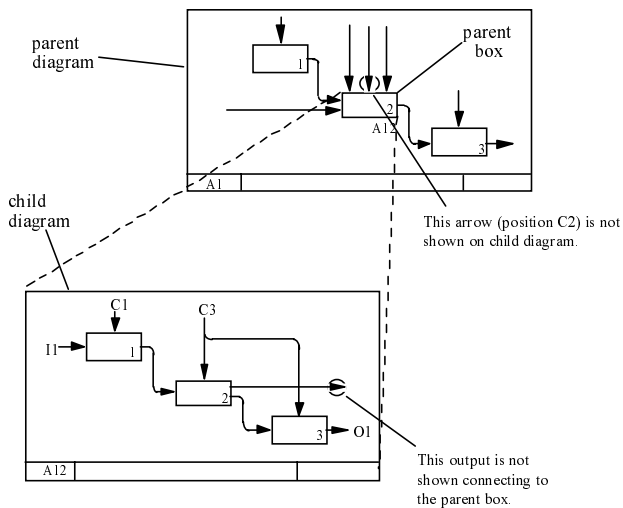 parent
diagram
parent
box
1
2
A12
3
A1
This arrow (position C2) is not
shown on child diagram.
child
diagram
C1
C3
I1
1
2
3
O1
A12
This output is not
shown connecting to
the parent box.